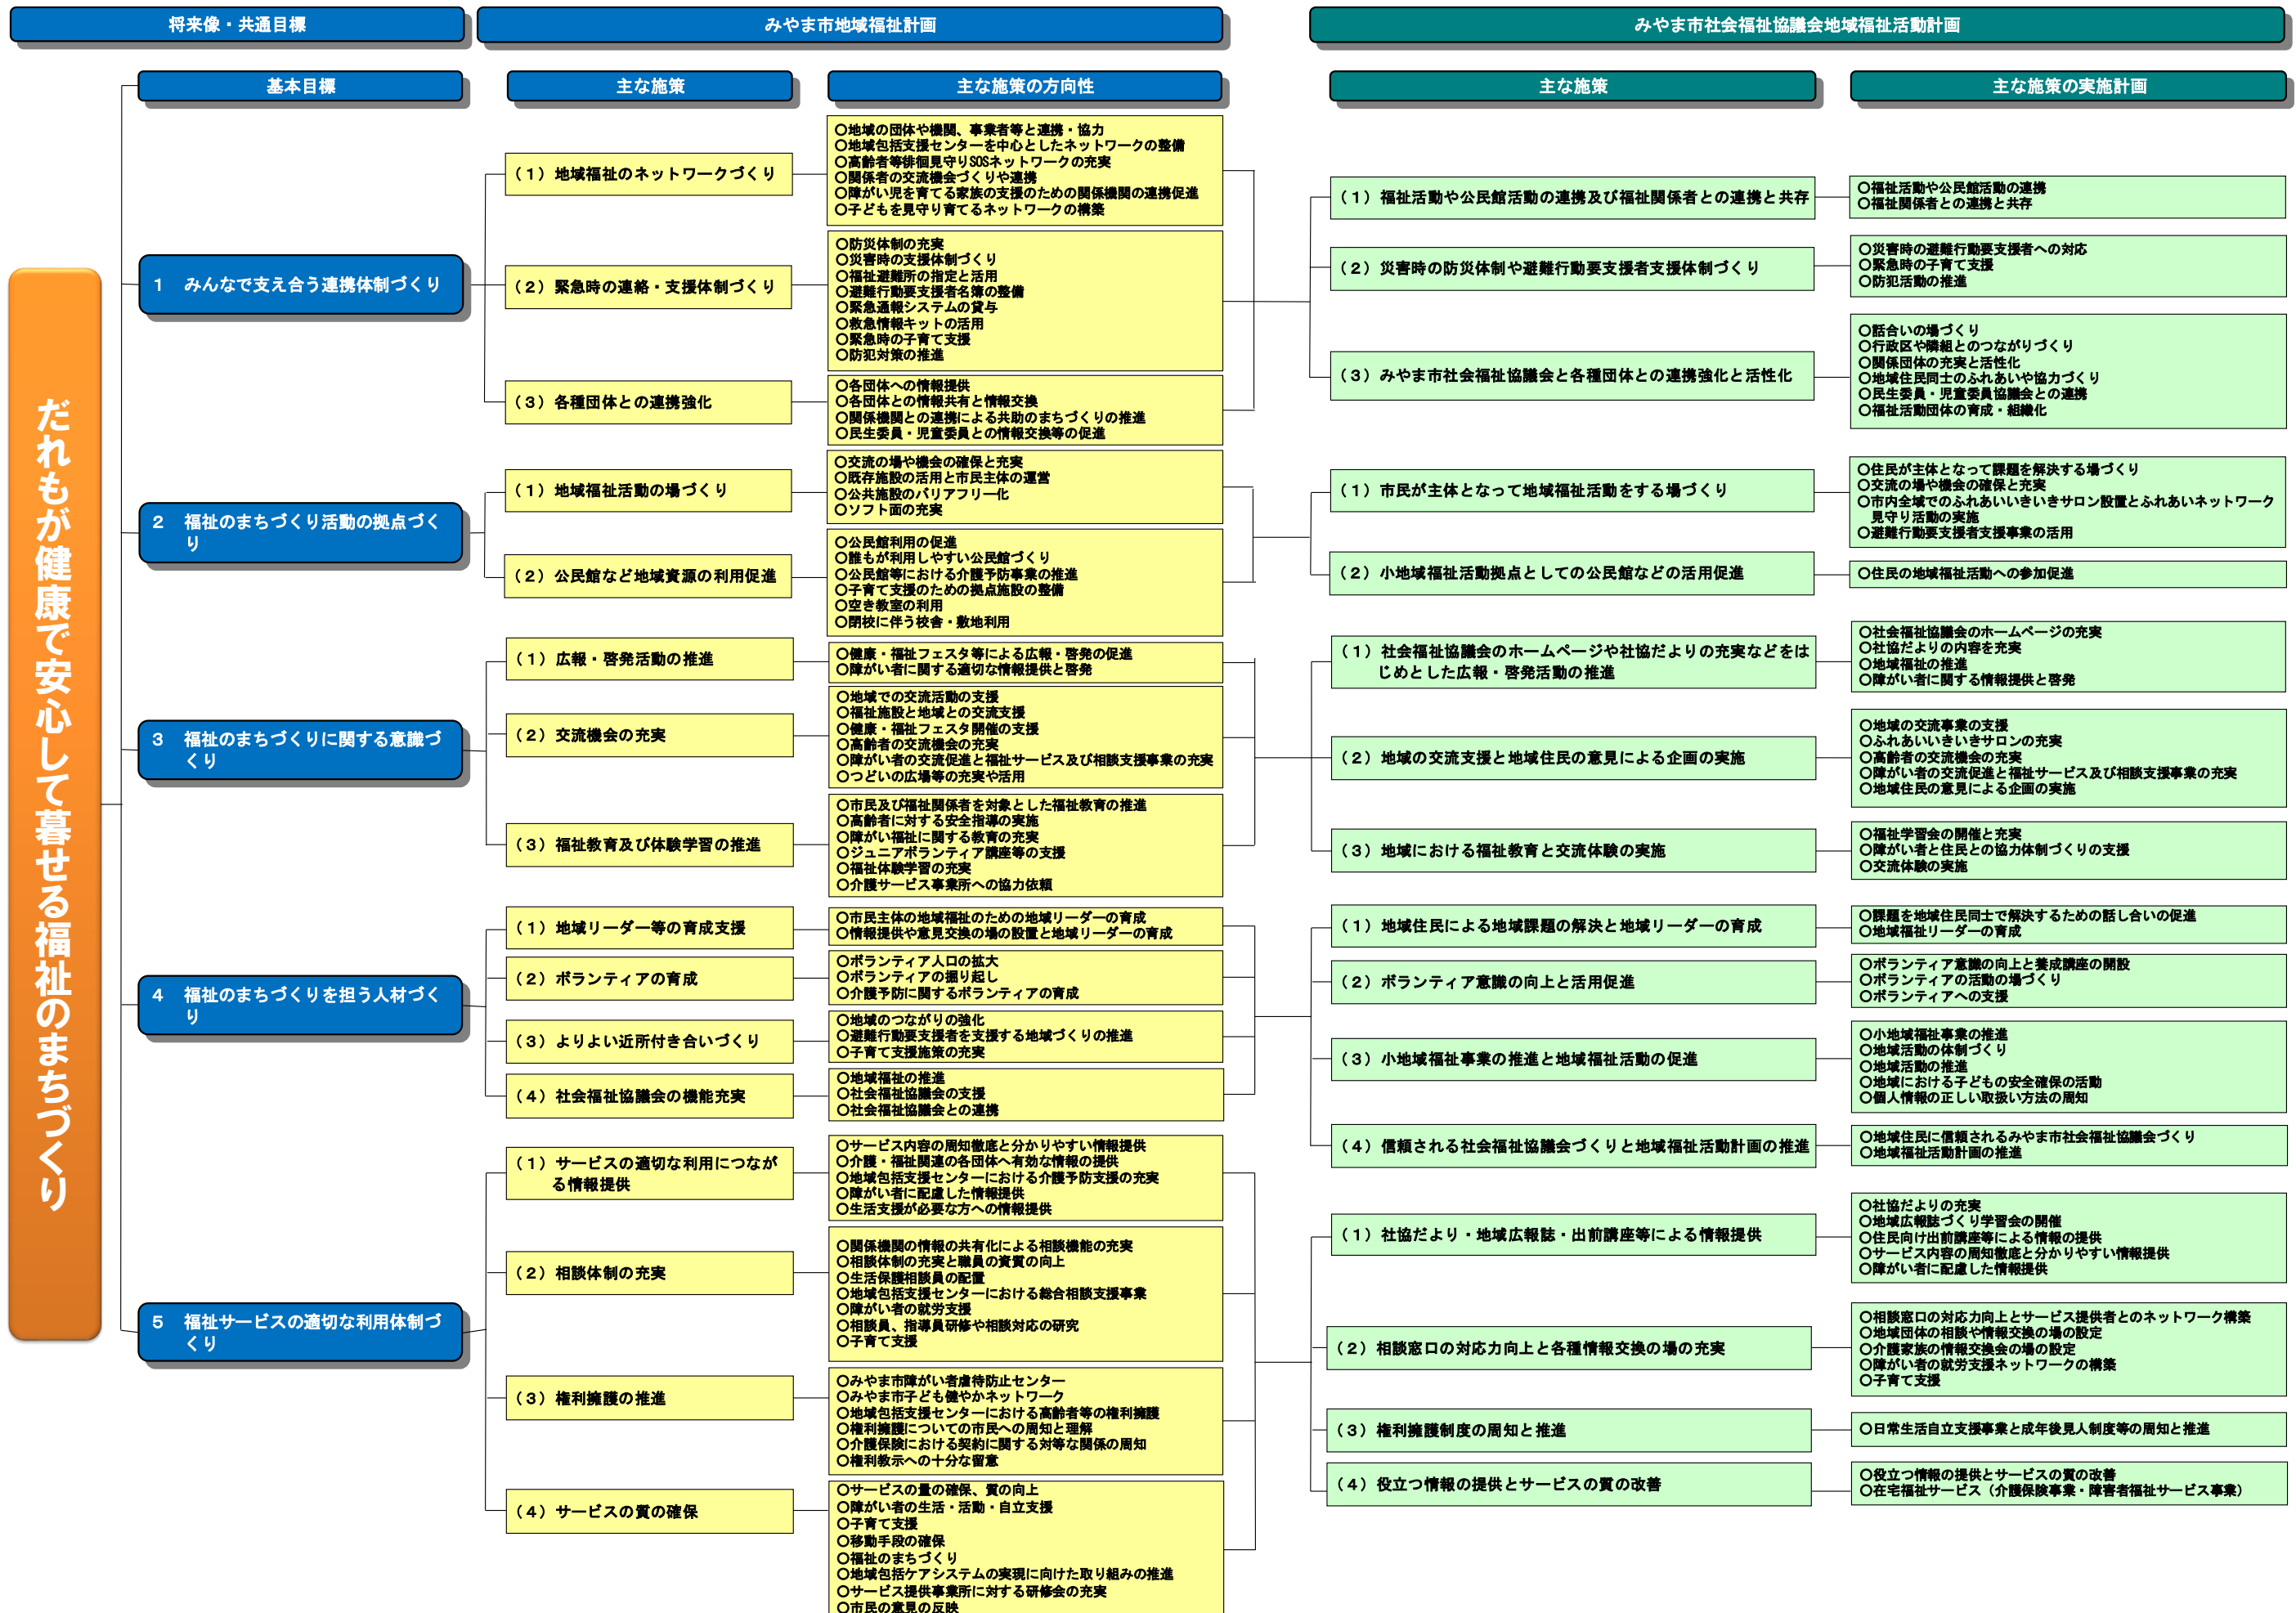 将来像・共通目標
みやま市地域福祉計画
みやま市社会福祉協議会地域福祉活動計画
基本目標
主な施策
主な施策の方向性
主な施策
主な施策の実施計画
だれもが健康で安心して暮せる福祉のまちづくり
1 みんなで支え合う連携体制づくり
(1)地域福祉のネットワークづくり
○地域の団体や機関、事業者等と連携・協力
○地域包括支援センターを中心としたネットワークの整備
○高齢者等徘徊見守りSOSネットワークの充実
○関係者の交流機会づくりや連携
○障がい児を育てる家族の支援のための関係機関の連携促進
○子どもを見守り育てるネットワークの構築
(2)緊急時の連絡・支援体制づくり
○防災体制の充実
○災害時の支援体制づくり
○福祉避難所の指定と活用
○避難行動要支援者名簿の整備
○緊急通報システムの貸与
○救急情報キットの活用
○緊急時の子育て支援
○防犯対策の推進
(3)各種団体との連携強化
○各団体への情報提供
○各団体との情報共有と情報交換
○関係機関との連携による共助のまちづくりの推進
○民生委員・児童委員との情報交換等の促進
(1)福祉活動や公民館活動の連携及び福祉関係者との連携と共存
○福祉活動や公民館活動の連携
○福祉関係者との連携と共存
(2)災害時の防災体制や避難行動要支援者支援体制づくり
○災害時の避難行動要支援者への対応
○緊急時の子育て支援
○防犯活動の推進
(3)みやま市社会福祉協議会と各種団体との連携強化と活性化
○話合いの場づくり
○行政区や隣組とのつながりづくり
○関係団体の充実と活性化
○地域住民同士のふれあいや協力づくり
○民生委員・児童委員協議会との連携
○福祉活動団体の育成・組織化
2 福祉のまちづくり活動の拠点づく
り
(1)地域福祉活動の場づくり
○交流の場や機会の確保と充実
○既存施設の活用と市民主体の運営
○公共施設のバリアフリー化
○ソフト面の充実
(2)公民館など地域資源の利用促進
○公民館利用の促進
○誰もが利用しやすい公民館づくり
○公民館等における介護予防事業の推進
○子育て支援のための拠点施設の整備
○空き教室の利用
○閉校に伴う校舎・敷地利用
(1)市民が主体となって地域福祉活動をする場づくり
○住民が主体となって課題を解決する場づくり
○交流の場や機会の確保と充実
○市内全域でのふれあいいきいきサロン設置とふれあいネットワーク
見守り活動の実施
○避難行動要支援者支援事業の活用
(2)小地域福祉活動拠点としての公民館などの活用促進
○住民の地域福祉活動への参加促進
3 福祉のまちづくりに関する意識づ
くり
(1)広報・啓発活動の推進
○健康・福祉フェスタ等による広報・啓発の促進
○障がい者に関する適切な情報提供と啓発
(2)交流機会の充実
○地域での交流活動の支援
○福祉施設と地域との交流支援
○健康・福祉フェスタ開催の支援
○高齢者の交流機会の充実
○障がい者の交流促進と福祉サービス及び相談支援事業の充実
○つどいの広場等の充実や活用
(3)福祉教育及び体験学習の推進
○市民及び福祉関係者を対象とした福祉教育の推進
○高齢者に対する安全指導の実施
○障がい福祉に関する教育の充実
○ジュニアボランティア講座等の支援
○福祉体験学習の充実
○介護サービス事業所への協力依頼
(1)社会福祉協議会のホームページや社協だよりの充実などをは
じめとした広報・啓発活動の推進
○社会福祉協議会のホームページの充実
○社協だよりの内容を充実
○地域福祉の推進
○障がい者に関する情報提供と啓発
(2)地域の交流支援と地域住民の意見による企画の実施
○地域の交流事業の支援
○ふれあいいきいきサロンの充実
○高齢者の交流機会の充実
○障がい者の交流促進と福祉サービス及び相談支援事業の充実
○地域住民の意見による企画の実施
(3)地域における福祉教育と交流体験の実施
○福祉学習会の開催と充実
○障がい者と住民との協力体制づくりの支援
○交流体験の実施
4 福祉のまちづくりを担う人材づく
り
(1)地域リーダー等の育成支援
○市民主体の地域福祉のための地域リーダーの育成
○情報提供や意見交換の場の設置と地域リーダーの育成
(2)ボランティアの育成
○ボランティア人口の拡大
○ボランティアの掘り起し
○介護予防に関するボランティアの育成
(3)よりよい近所付き合いづくり
○地域のつながりの強化
○避難行動要支援者を支援する地域づくりの推進
○子育て支援施策の充実
(4)社会福祉協議会の機能充実
○地域福祉の推進
○社会福祉協議会の支援
○社会福祉協議会との連携
(1)地域住民による地域課題の解決と地域リーダーの育成
○課題を地域住民同士で解決するための話し合いの促進
○地域福祉リーダーの育成
(2)ボランティア意識の向上と活用促進
○ボランティア意識の向上と養成講座の開設
○ボランティアの活動の場づくり
○ボランティアへの支援
(3)小地域福祉事業の推進と地域福祉活動の促進
○小地域福祉事業の推進
○地域活動の体制づくり
○地域活動の推進
○地域における子どもの安全確保の活動
○個人情報の正しい取扱い方法の周知
(4)信頼される社会福祉協議会づくりと地域福祉活動計画の推進
○地域住民に信頼されるみやま市社会福祉協議会づくり
○地域福祉活動計画の推進
5 福祉サービスの適切な利用体制づ
くり
(1)サービスの適切な利用につなが
る情報提供
○サービス内容の周知徹底と分かりやすい情報提供
○介護・福祉関連の各団体へ有効な情報の提供
○地域包括支援センターにおける介護予防支援の充実
○障がい者に配慮した情報提供
○生活支援が必要な方への情報提供
(2)相談体制の充実
○関係機関の情報の共有化による相談機能の充実
○相談体制の充実と職員の資質の向上
○生活保護相談員の配置
○地域包括支援センターにおける総合相談支援事業
○障がい者の就労支援
○相談員、指導員研修や相談対応の研究
○子育て支援
(3)権利擁護の推進
○みやま市障がい者虐待防止センター
○みやま市子ども健やかネットワーク
○地域包括支援センターにおける高齢者等の権利擁護
○権利擁護についての市民への周知と理解
○介護保険における契約に関する対等な関係の周知
○権利教示への十分な留意
(4)サービスの質の確保
○サービスの量の確保、質の向上
○障がい者の生活・活動・自立支援
○子育て支援
○移動手段の確保
○福祉のまちづくり
○地域包括ケアシステムの実現に向けた取り組みの推進
○サービス提供事業所に対する研修会の充実
○市民の意見の反映
(1)社協だより・地域広報誌・出前講座等による情報提供
○社協だよりの充実
○地域広報誌づくり学習会の開催
○住民向け出前講座等による情報の提供
○サービス内容の周知徹底と分かりやすい情報提供
○障がい者に配慮した情報提供
(2)相談窓口の対応力向上と各種情報交換の場の充実
○相談窓口の対応力向上とサービス提供者とのネットワーク構築
○地域団体の相談や情報交換の場の設定
○介護家族の情報交換会の場の設定
○障がい者の就労支援ネットワークの構築
○子育て支援
(3)権利擁護制度の周知と推進
○日常生活自立支援事業と成年後見人制度等の周知と推進
(4)役立つ情報の提供とサービスの質の改善
○役立つ情報の提供とサービスの質の改善
○在宅福祉サービス(介護保険事業・障害者福祉サービス事業)